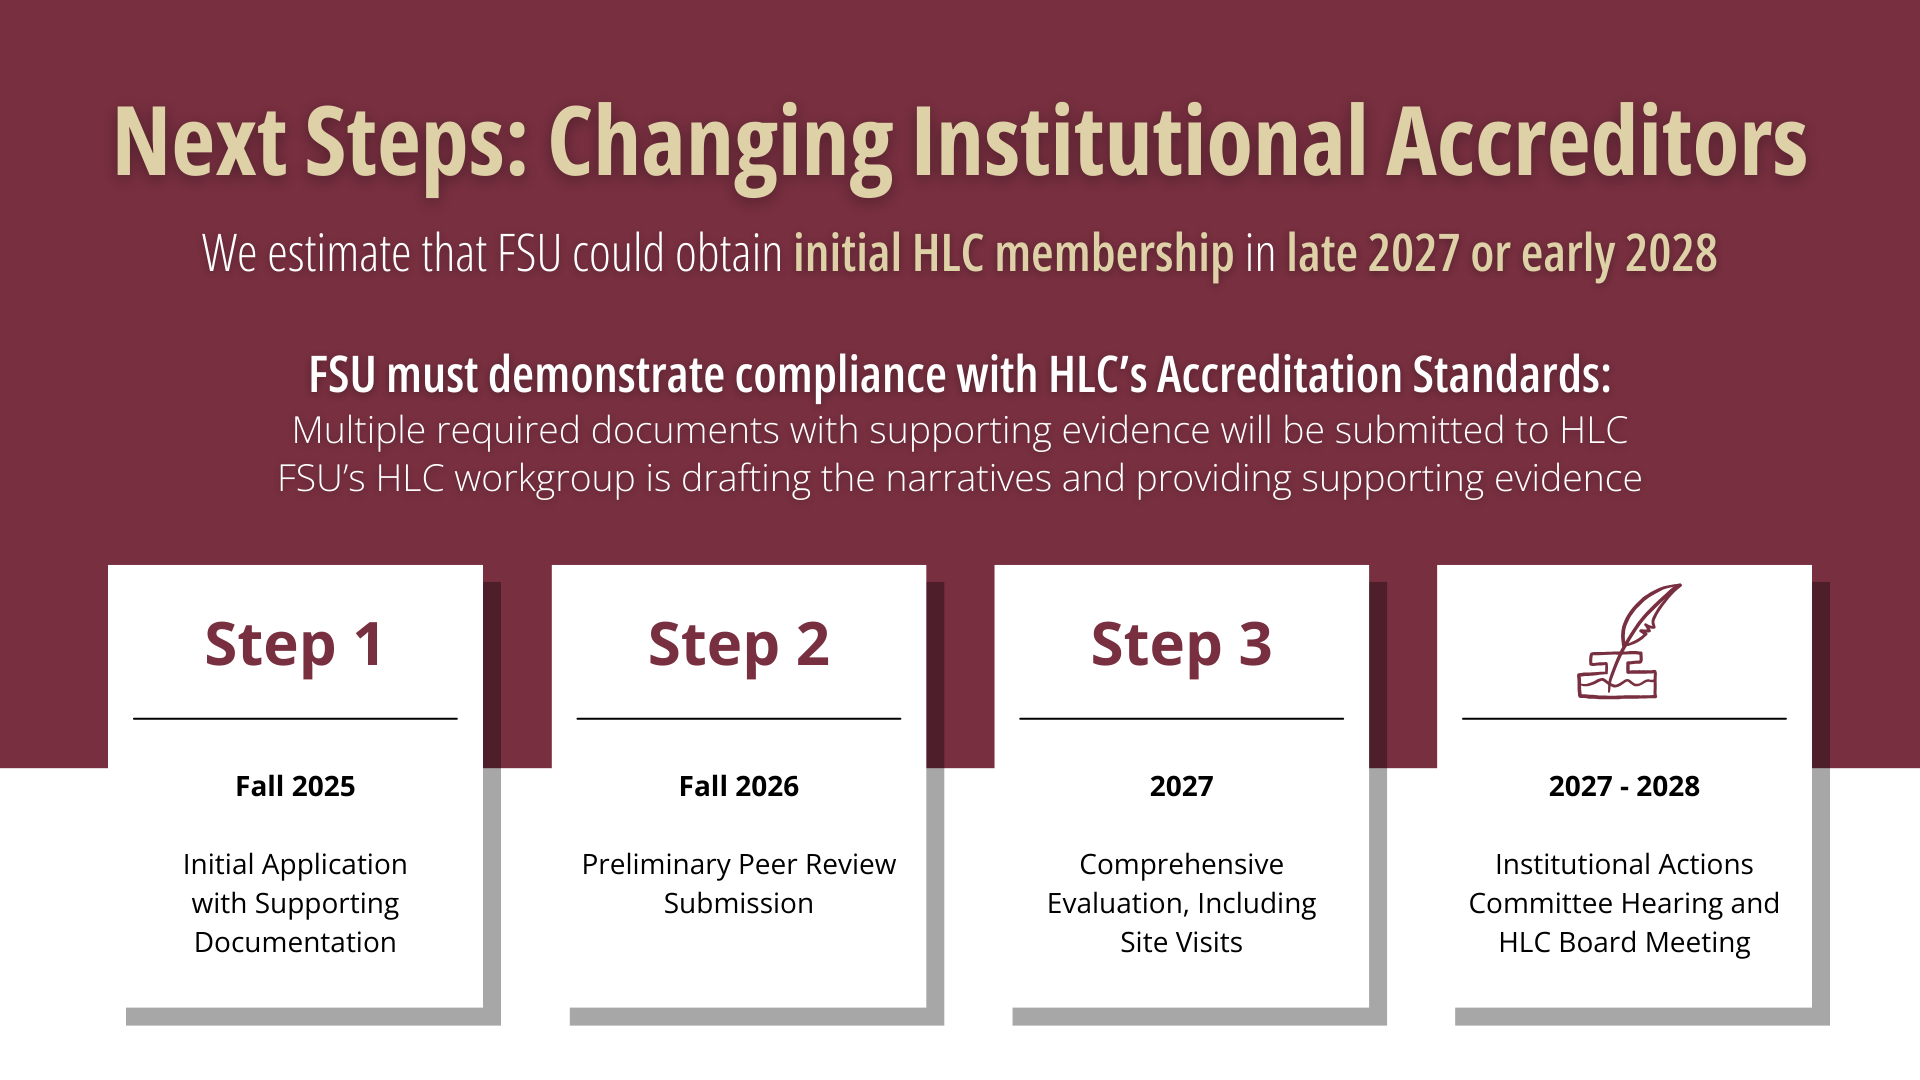 Next Steps: Changing Institutional Accreditors
We estimate that FSU could obtain initial HLC membership in late 2027 or early 2028
FSU must demonstrate compliance with HLC’s Accreditation Standards:
Multiple required documents with supporting evidence will be submitted to HLC
FSU’s HLC workgroup is drafting the narratives and providing supporting evidence
Step 1
Fall 2025
Initial Application
with Supporting
Documentation
Step 2
Fall 2026
Preliminary Peer Review
Submission
Step 3
2027
Comprehensive
Evaluation, Including
Site Visits
2027 - 2028
Institutional Actions
Committee Hearing and
HLC Board Meeting